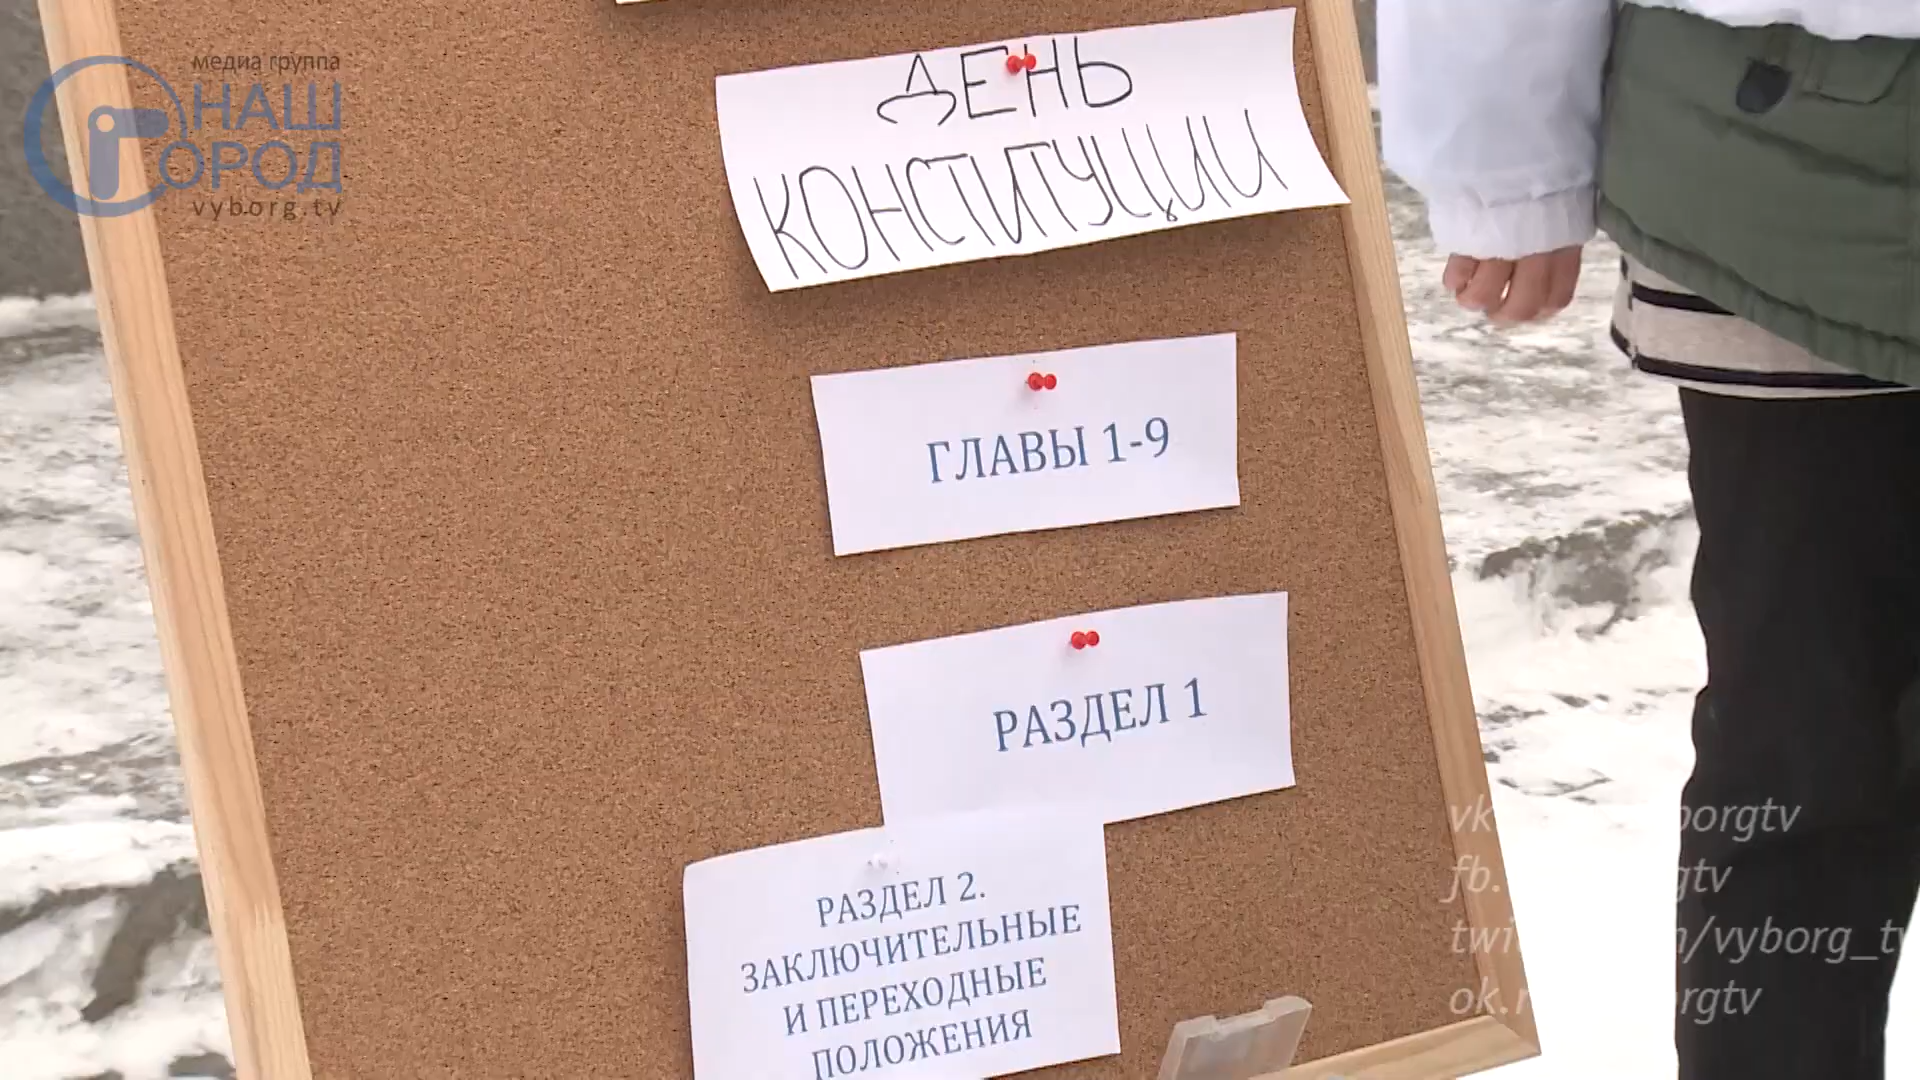 медиа группа
НАШ
ГОРОД
vyborg.tv
ДЕНЬ
КОНСТИТУЦИИ
ГЛАВЫ 1-9
РАЗДЕЛ 1
РАЗДЕЛ 2.
ЗАКЛЮЧИТЕЛЬНЫЕ
И ПЕРЕХОДНЫЕ
ПОЛОЖЕНИЯ